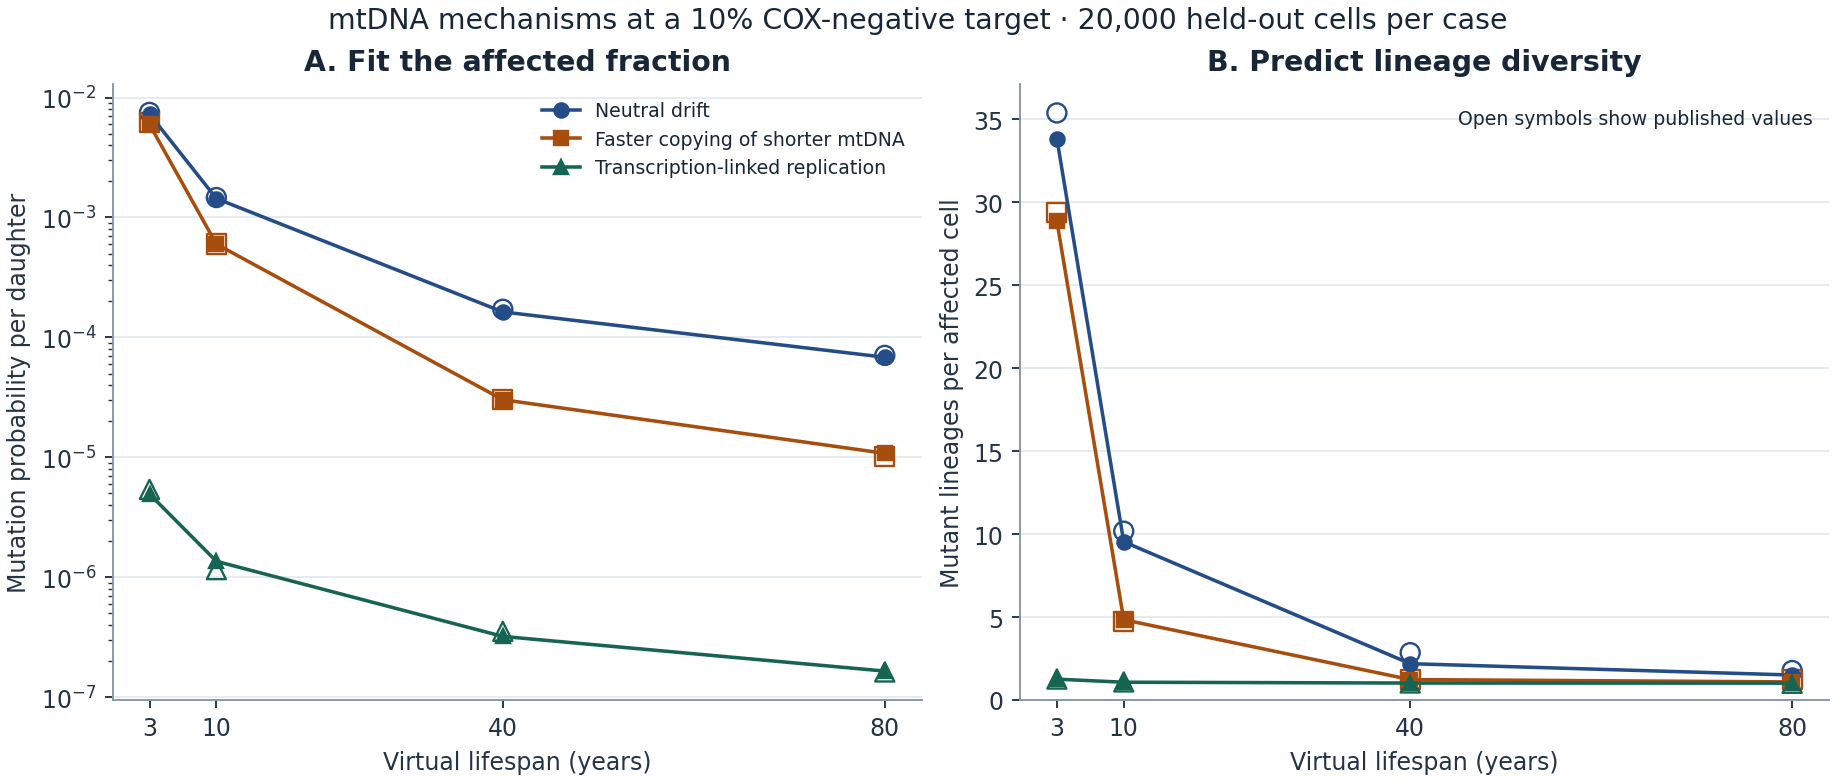 mtDNA mechanisms at a 10% COX-negative target · 20,000 held-out cells per case
A. Fit the affected fraction
Mutation probability per daughter
10⁻²
10⁻³
10⁻⁴
10⁻⁵
10⁻⁶
10⁻⁷
Neutral drift
Faster copying of shorter mtDNA
Transcription-linked replication
3
10
40
80
Virtual lifespan (years)
B. Predict lineage diversity
Mutant lineages per affected cell
35
30
25
20
15
10
5
0
Open symbols show published values
3
10
40
80
Virtual lifespan (years)